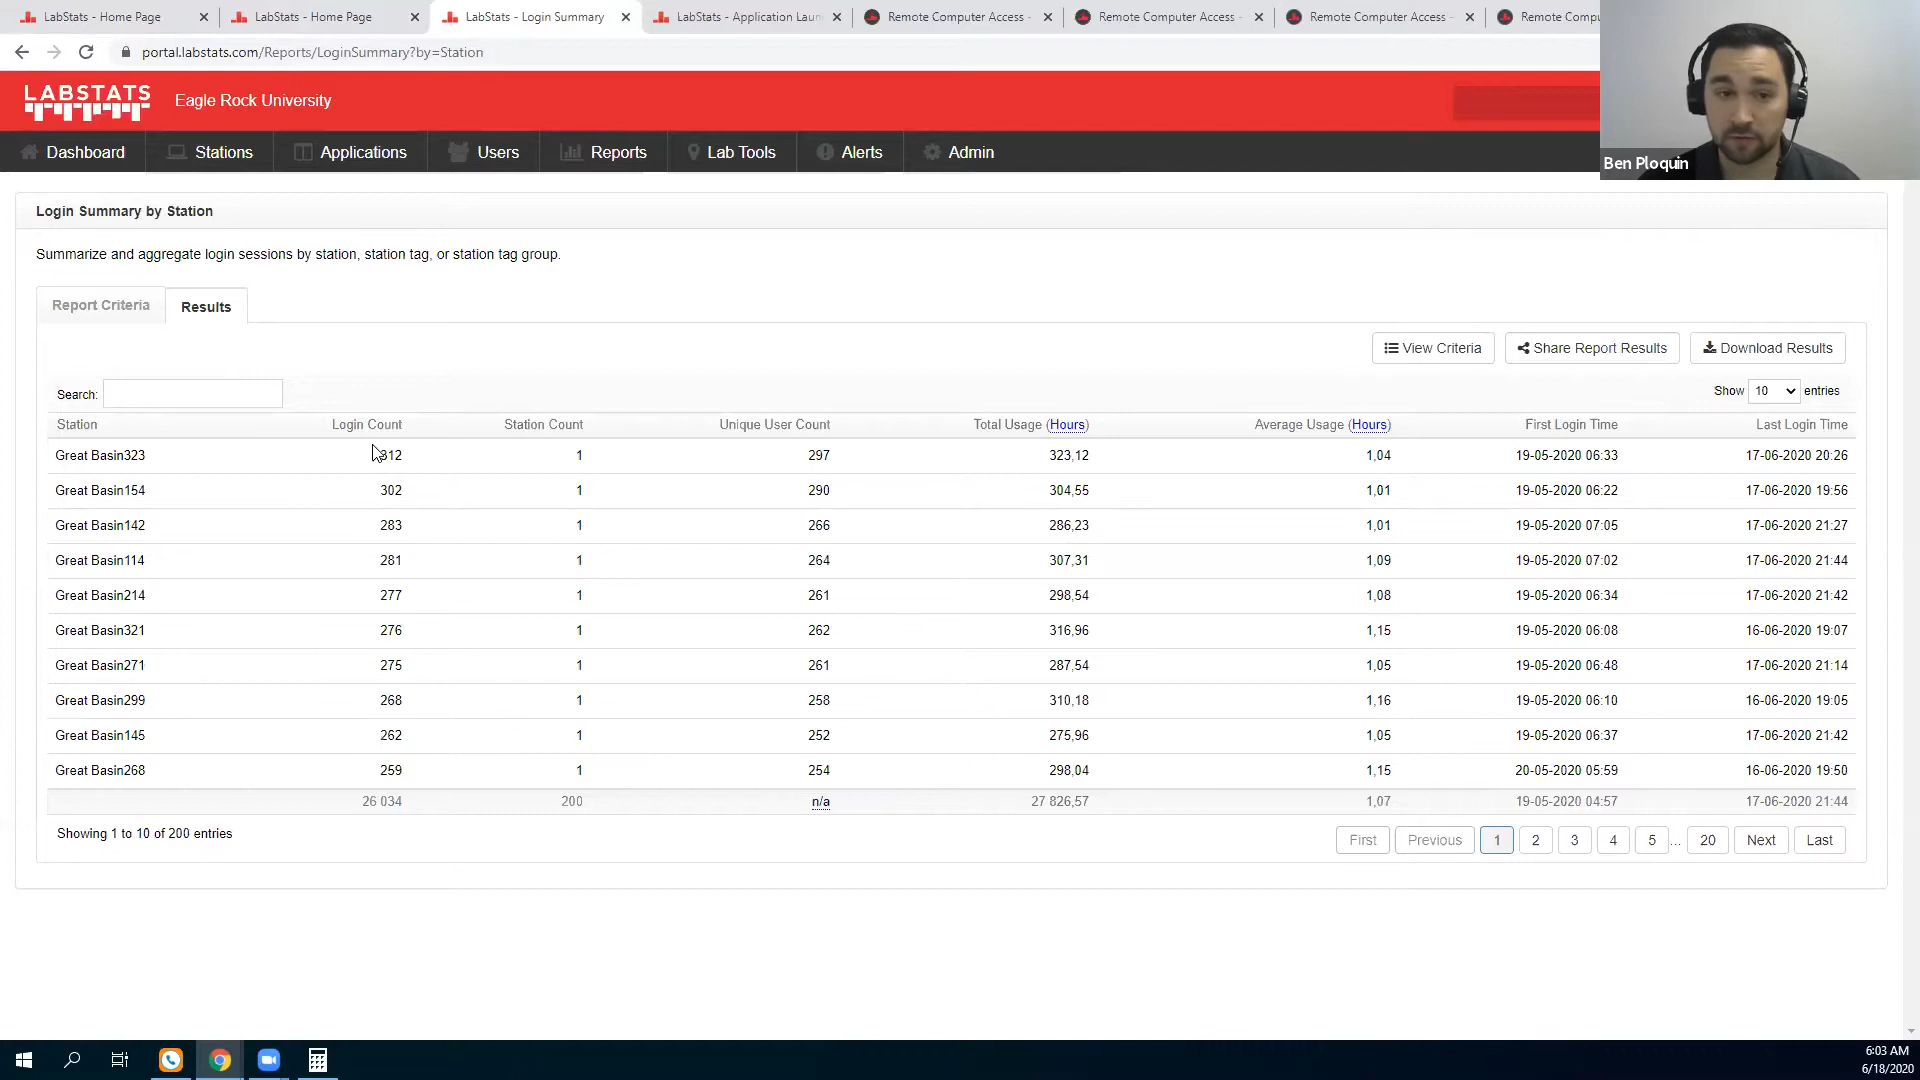 LabStats - Home Page
LabStats - Home Page
LabStats - Login Summary
LabStats - Application Laun
Remote Computer Access -
Remote Computer Access -
Remote Computer Access -
Remote Compu
portal.labstats.com/Reports/LoginSummary?by=Station
LABSTATS Eagle Rock University
Dashboard Stations Applications Users Reports Lab Tools Alerts Admin
Ben Ploquin
Login Summary by Station
Summarize and aggregate login sessions by station, station tag, or station tag group.
Report Criteria Results
View Criteria Share Report Results Download Results
Search: Show 10 entries
Station Login Count Station Count Unique User Count Total Usage (Hours) Average Usage (Hours) First Login Time Last Login Time
Great Basin323 312 1 297 323,12 1,04 19-05-2020 06:33 17-06-2020 20:26
Great Basin154 302 1 290 304,55 1,01 19-05-2020 06:22 17-06-2020 19:56
Great Basin142 283 1 266 286,23 1,01 19-05-2020 07:05 17-06-2020 21:27
Great Basin114 281 1 264 307,31 1,09 19-05-2020 07:02 17-06-2020 21:44
Great Basin214 277 1 261 298,54 1,08 19-05-2020 06:34 17-06-2020 21:42
Great Basin321 276 1 262 316,96 1,15 19-05-2020 06:08 16-06-2020 19:07
Great Basin271 275 1 261 287,54 1,05 19-05-2020 06:48 17-06-2020 21:14
Great Basin299 268 1 258 310,18 1,16 19-05-2020 06:10 16-06-2020 19:05
Great Basin145 262 1 252 275,96 1,05 19-05-2020 06:37 17-06-2020 21:42
Great Basin268 259 1 254 298,04 1,15 20-05-2020 05:59 16-06-2020 19:50
26 034 200 n/a 27 826,57 1,07 19-05-2020 04:57 17-06-2020 21:44
Showing 1 to 10 of 200 entries
First Previous 1 2 3 4 5 ... 20 Next Last
6:03 AM
6/18/2020